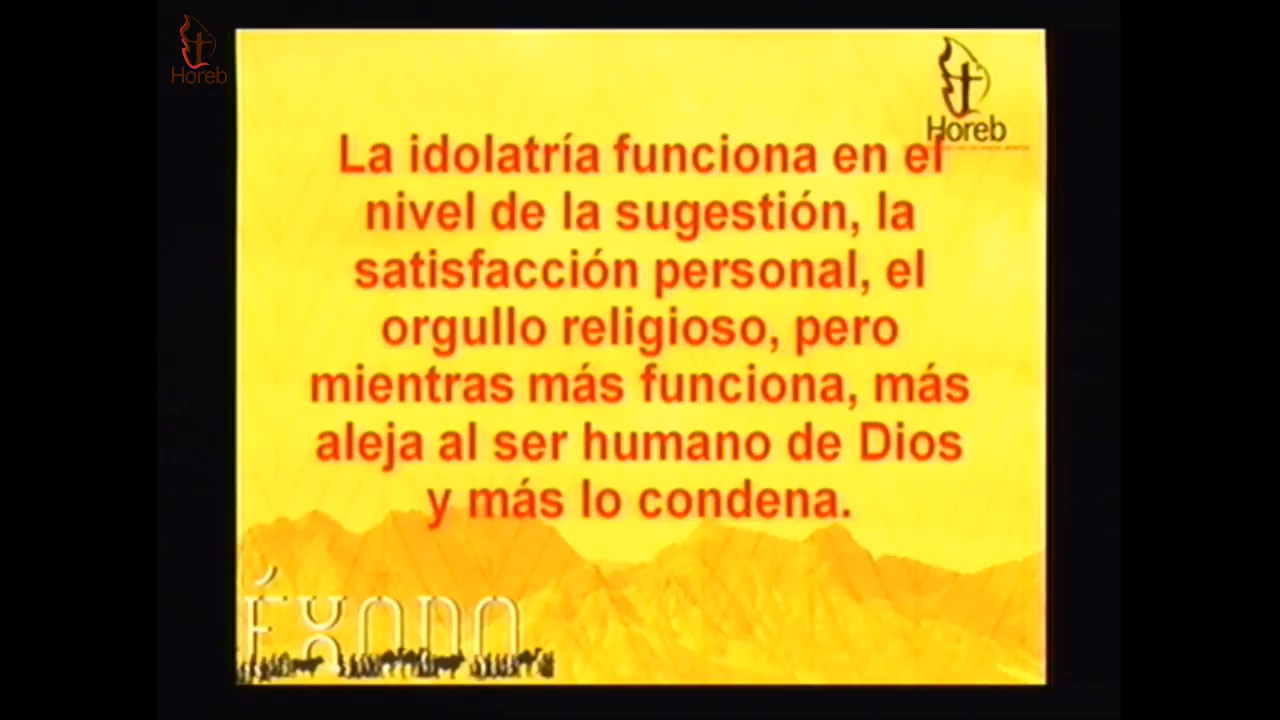 Horeb
Horeb
La idolatría funciona en el
nivel de la sugestión, la
satisfacción personal, el
orgullo religioso, pero
mientras más funciona, más
aleja al ser humano de Dios
y más lo condena.
ÉXODO